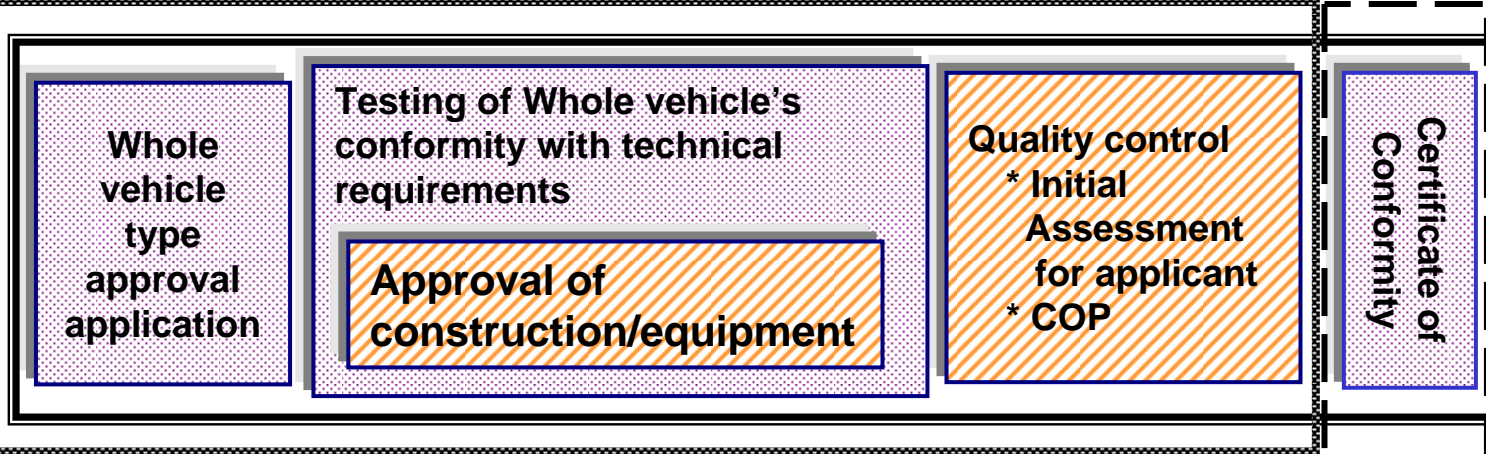 Whole
vehicle
type
approval
application
Testing of Whole vehicle’s
conformity with technical
requirements
Approval of
construction/equipment
Quality control
* Initial
Assessment
for applicant
* COP
Certificate of
Conformity